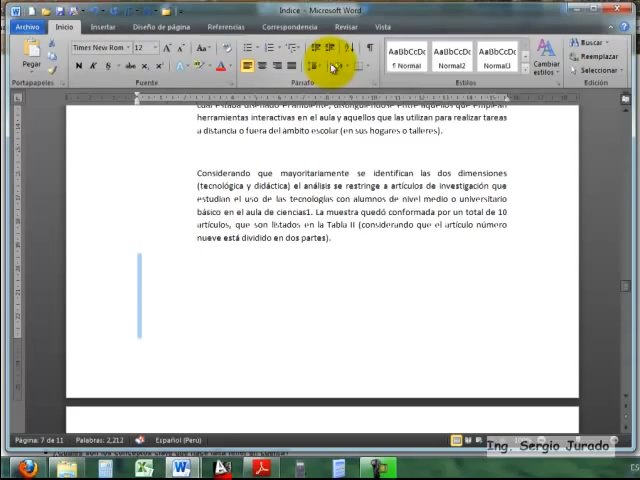 Índice - Microsoft Word
Archivo Inicio Insertar Diseño de página Referencias Correspondencia Revisar Vista
Pegar
Times New Rom 12
N K S abc
AaBbCcDc AaBbCcDc AaBbCcDc
¶ Normal Normal2 Normal3
Cambiar estilos
Buscar
Reemplazar
Seleccionar
Portapapeles Fuente Párrafo Estilos Edición
herramientas interactivas en el aula y aquellos que las utilizan para realizar tareas
a distancia o fuera del ámbito escolar (en sus hogares o talleres).
Considerando que mayoritariamente se identifican las dos dimensiones
(tecnológica y didáctica) el análisis se restringe a artículos de investigación que
estudian el uso de las tecnologías con alumnos de nivel medio o universitario
básico en el aula de ciencias1. La muestra quedó conformada por un total de 10
artículos, que son listados en la Tabla II (considerando que el artículo número
nueve está dividido en dos partes).
Página: 7 de 11 Palabras: 2,212 Español (Perú)
Ing. Sergio Jurado
ES